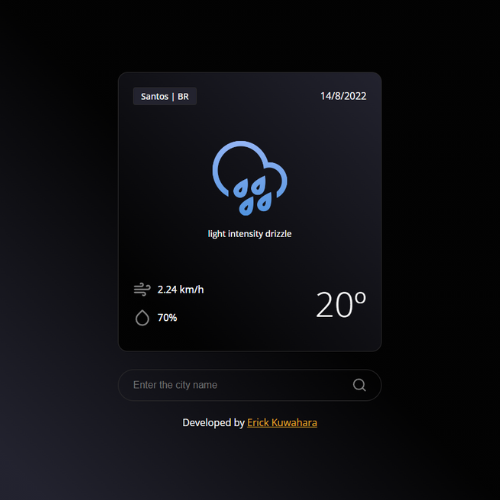 Santos | BR
14/8/2022
light intensity drizzle
2.24 km/h
70%
20º
Enter the city name
Developed by Erick Kuwahara